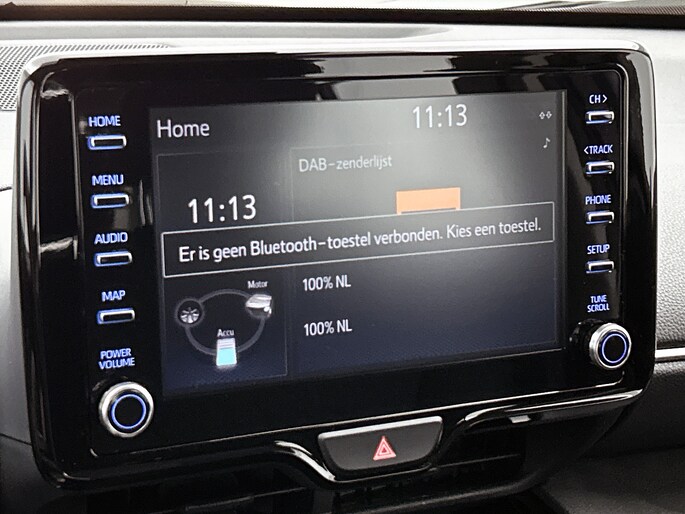 HOME
MENU
AUDIO
MAP
POWER
VOLUME
Home
11:13
DAB-zenderlijst
11:13
Er is geen Bluetooth-toestel verbonden. Kies een toestel.
Motor
Accu
100% NL
100% NL
CH >
< TRACK
PHONE
SETUP
TUNE
SCROLL